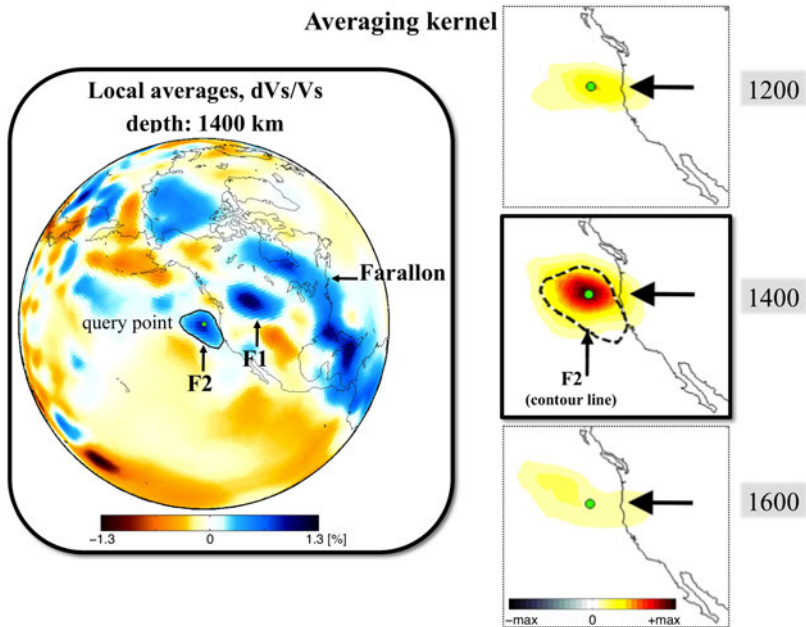 Averaging kernel
Local averages, dVs/Vs
depth: 1400 km
Farallon
query point
F1
F2
−1.3
0
1.3 [%]
1200
1400
F2
(contour line)
1600
−max
0
+max